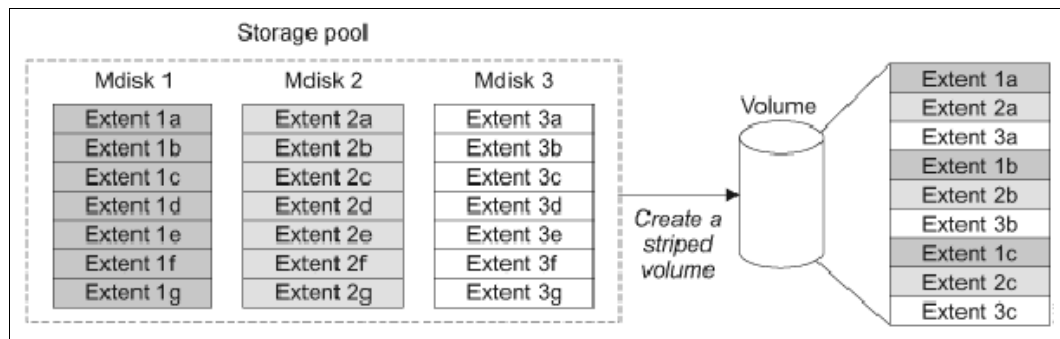 Storage pool
Mdisk 1 Mdisk 2 Mdisk 3
Extent 1a Extent 2a Extent 3a
Extent 1b Extent 2b Extent 3b
Extent 1c Extent 2c Extent 3c
Extent 1d Extent 2d Extent 3d
Extent 1e Extent 2e Extent 3e
Extent 1f Extent 2f Extent 3f
Extent 1g Extent 2g Extent 3g
Create a
striped
volume
Volume
Extent 1a
Extent 2a
Extent 3a
Extent 1b
Extent 2b
Extent 3b
Extent 1c
Extent 2c
Extent 3c